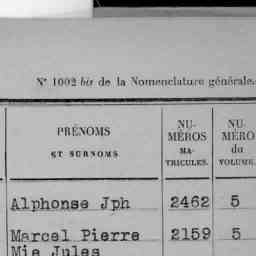 N° 1002 bis de la Nomenclature générale.
PRÉNOMS
ET SURNOMS
NU-
MÉROS
MA-
TRICULES.
NU-
MÉRO
du
VOLUME.
Alphonse Jph 2462 5
Marcel Pierre 2159 5
Mie Jules